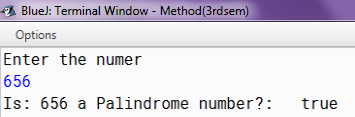 BlueJ: Terminal Window - Method(3rdsem)
Options
Enter the numer
656
Is: 656 a Palindrome number?:   true